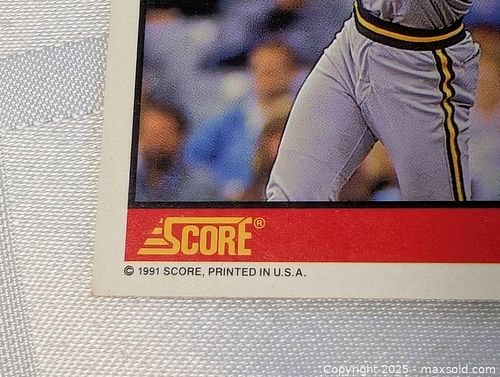 SCORE®
© 1991 SCORE, PRINTED IN U.S.A.
Copyright - 2025 - maxsold.com